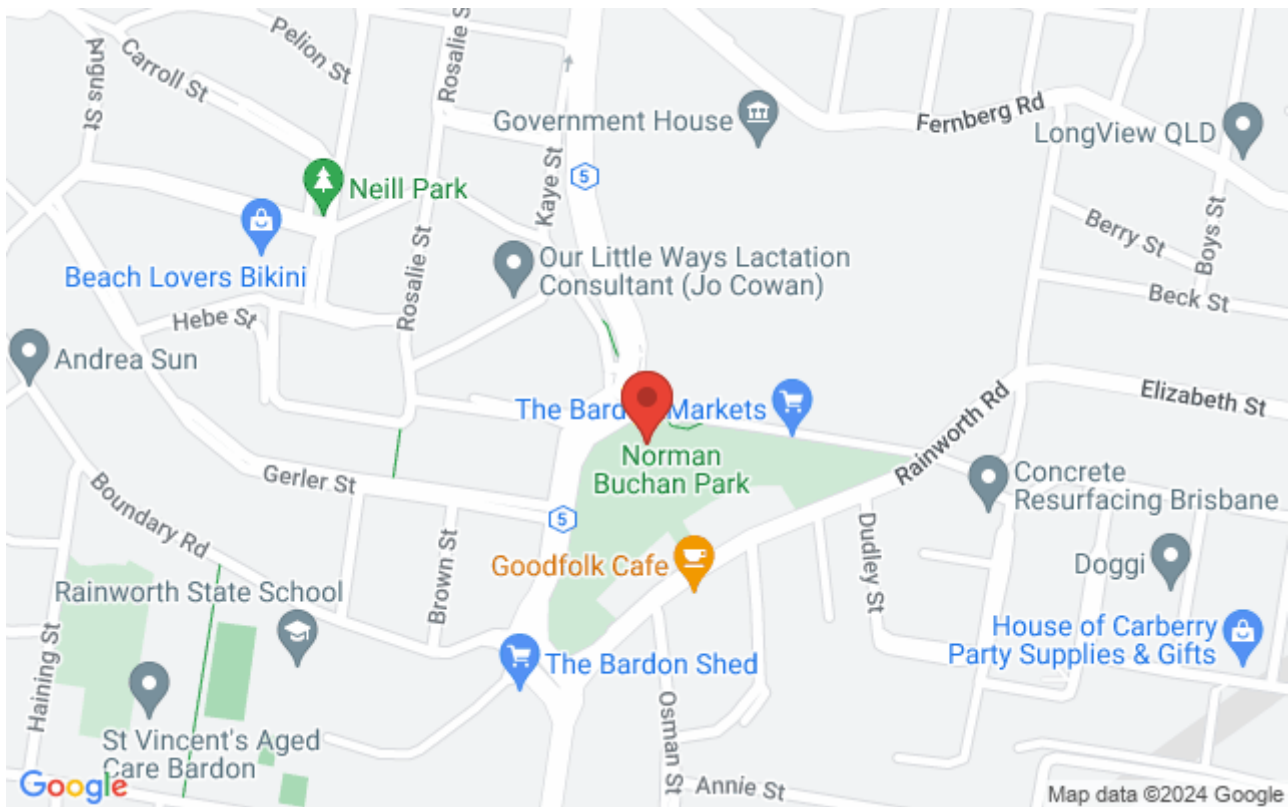 Pelion St
Rosalie St
Carroll St
Angus St
Government House
Fernberg Rd
LongView QLD
5
Kaye St
Neill Park
Berry St
Boys St
Beach Lovers Bikini
Our Little Ways Lactation
Consultant (Jo Cowan)
Rosalie St
Beck St
Hebe St
Andrea Sun
Elizabeth St
The Bardon Markets
Rainworth Rd
Norman
Buchan Park
Gerler St
Concrete
Resurfacing Brisbane
Boundary Rd
5
Dudley St
Goodfolk Cafe
Doggi
Brown St
Rainworth State School
House of Carberry
Party Supplies & Gifts
Haining St
The Bardon Shed
Osman St
St Vincent's Aged
Care Bardon
Annie St
Google
Map data ©2024 Google